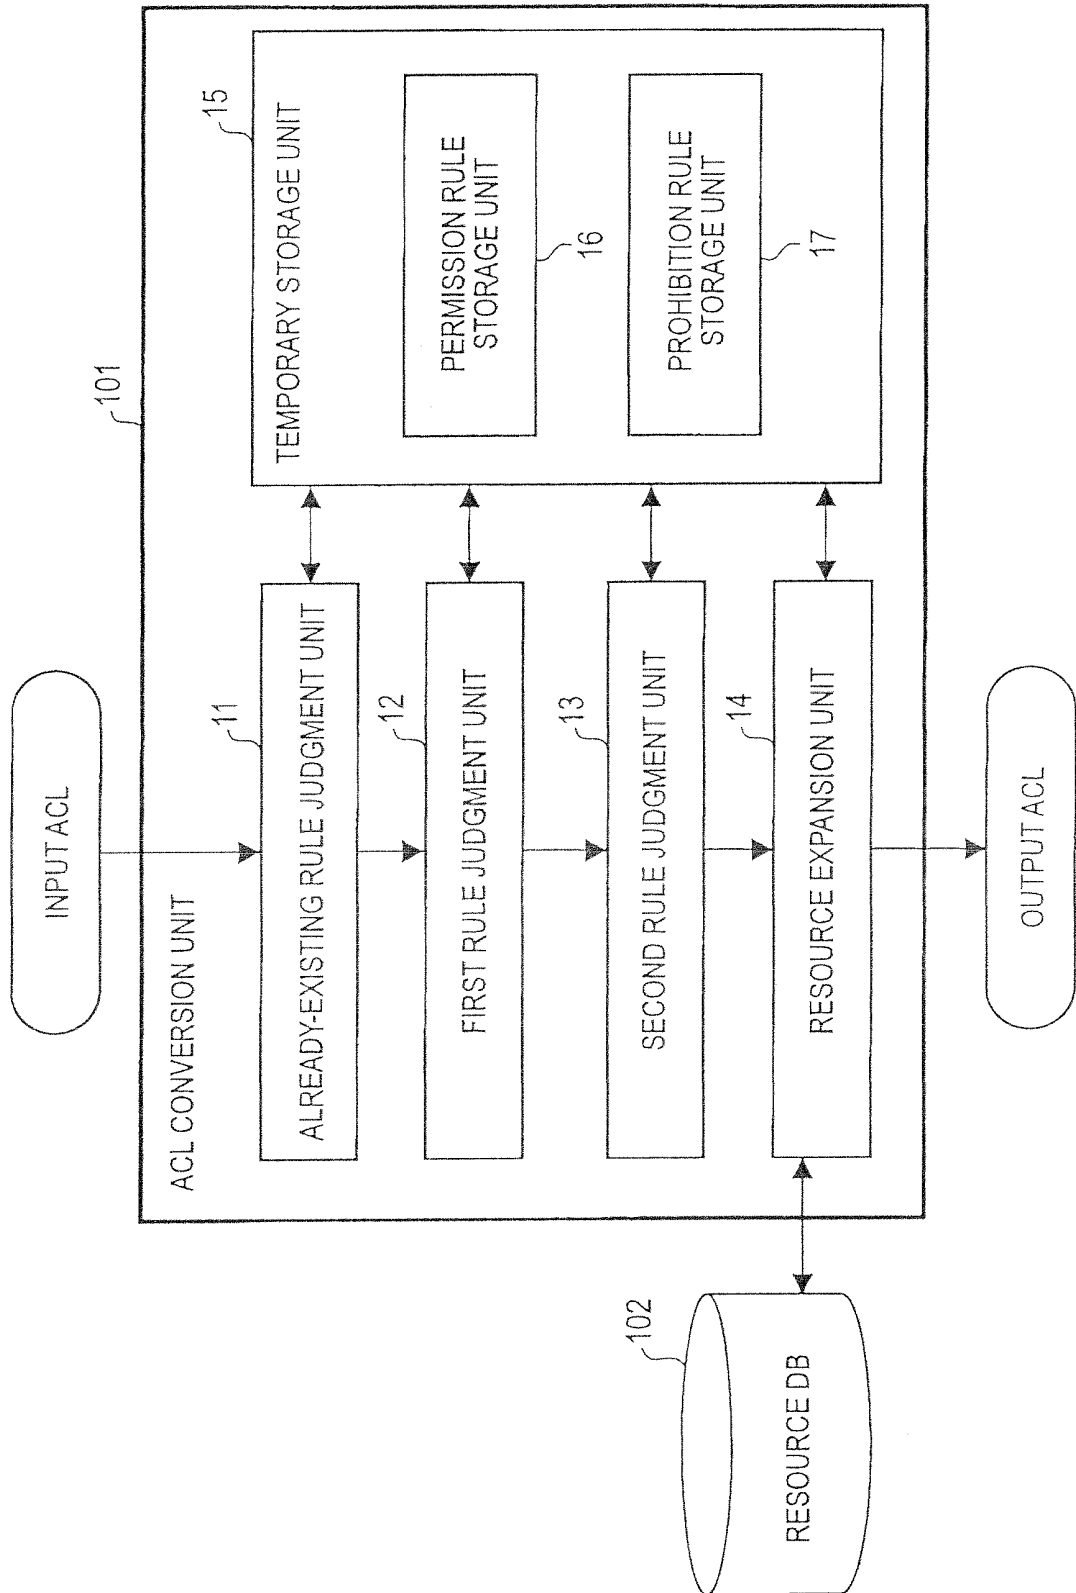 INPUT ACL
101
ACL CONVERSION UNIT
11
ALREADY-EXISTING RULE JUDGMENT UNIT
12
FIRST RULE JUDGMENT UNIT
13
SECOND RULE JUDGMENT UNIT
14
RESOURCE EXPANSION UNIT
15
TEMPORARY STORAGE UNIT
PERMISSION RULE
STORAGE UNIT
16
PROHIBITION RULE
STORAGE UNIT
17
102
RESOURCE DB
OUTPUT ACL